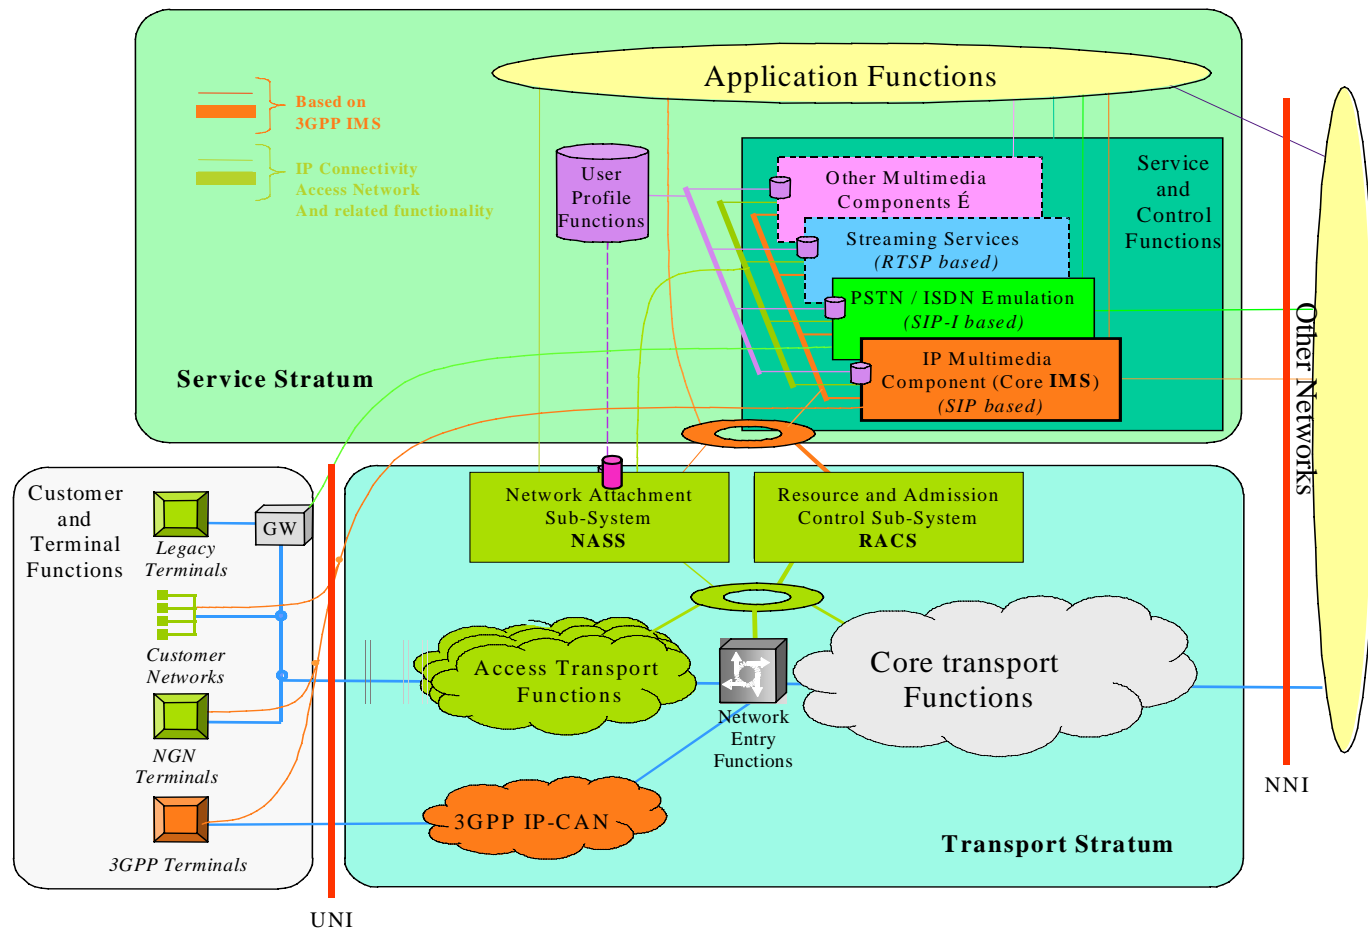 Application Functions
Based on
3GPP IMS
IP Connectivity
Access Network
And related functionality
User
Profile
Functions
Other Multimedia
Components É
Streaming Services
(RTSP based)
PSTN / ISDN Emulation
(SIP-I based)
IP Multimedia
Component (Core IMS)
(SIP based)
Service
and
Control
Functions
Service Stratum
Other Networks
Customer
and
Terminal
Functions
Legacy
Terminals
GW
Customer
Networks
NGN
Terminals
3GPP Terminals
Network Attachment
Sub-System
NASS
Resource and Admission
Control Sub-System
RACS
Access Transport
Functions
Network
Entry
Functions
Core transport
Functions
3GPP IP-CAN
Transport Stratum
NNI
UNI